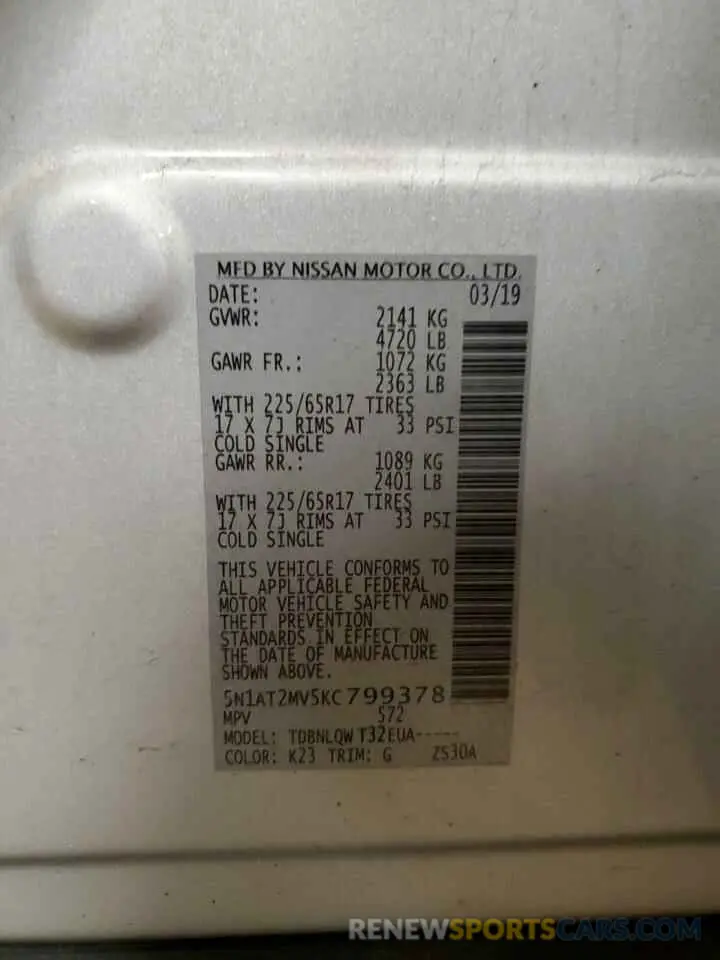 MFD BY NISSAN MOTOR CO., LTD.
DATE: 03/19
GVWR: 2141 KG
4720 LB
GAWR FR.: 1072 KG
2363 LB
WITH 225/65R17 TIRES
17 X 7J RIMS AT 33 PSI
COLD SINGLE
GAWR RR.: 1089 KG
2401 LB
WITH 225/65R17 TIRES
17 X 7J RIMS AT 33 PSI
COLD SINGLE
THIS VEHICLE CONFORMS TO
ALL APPLICABLE FEDERAL
MOTOR VEHICLE SAFETY AND
THEFT PREVENTION
STANDARDS IN EFFECT ON
THE DATE OF MANUFACTURE
SHOWN ABOVE.
5N1AT2MV5KC799378
MPV 572
MODEL: TDBNLQW T32EUA------
COLOR: K23 TRIM: G ZS30A
RENEWSPORTSCARS.COM